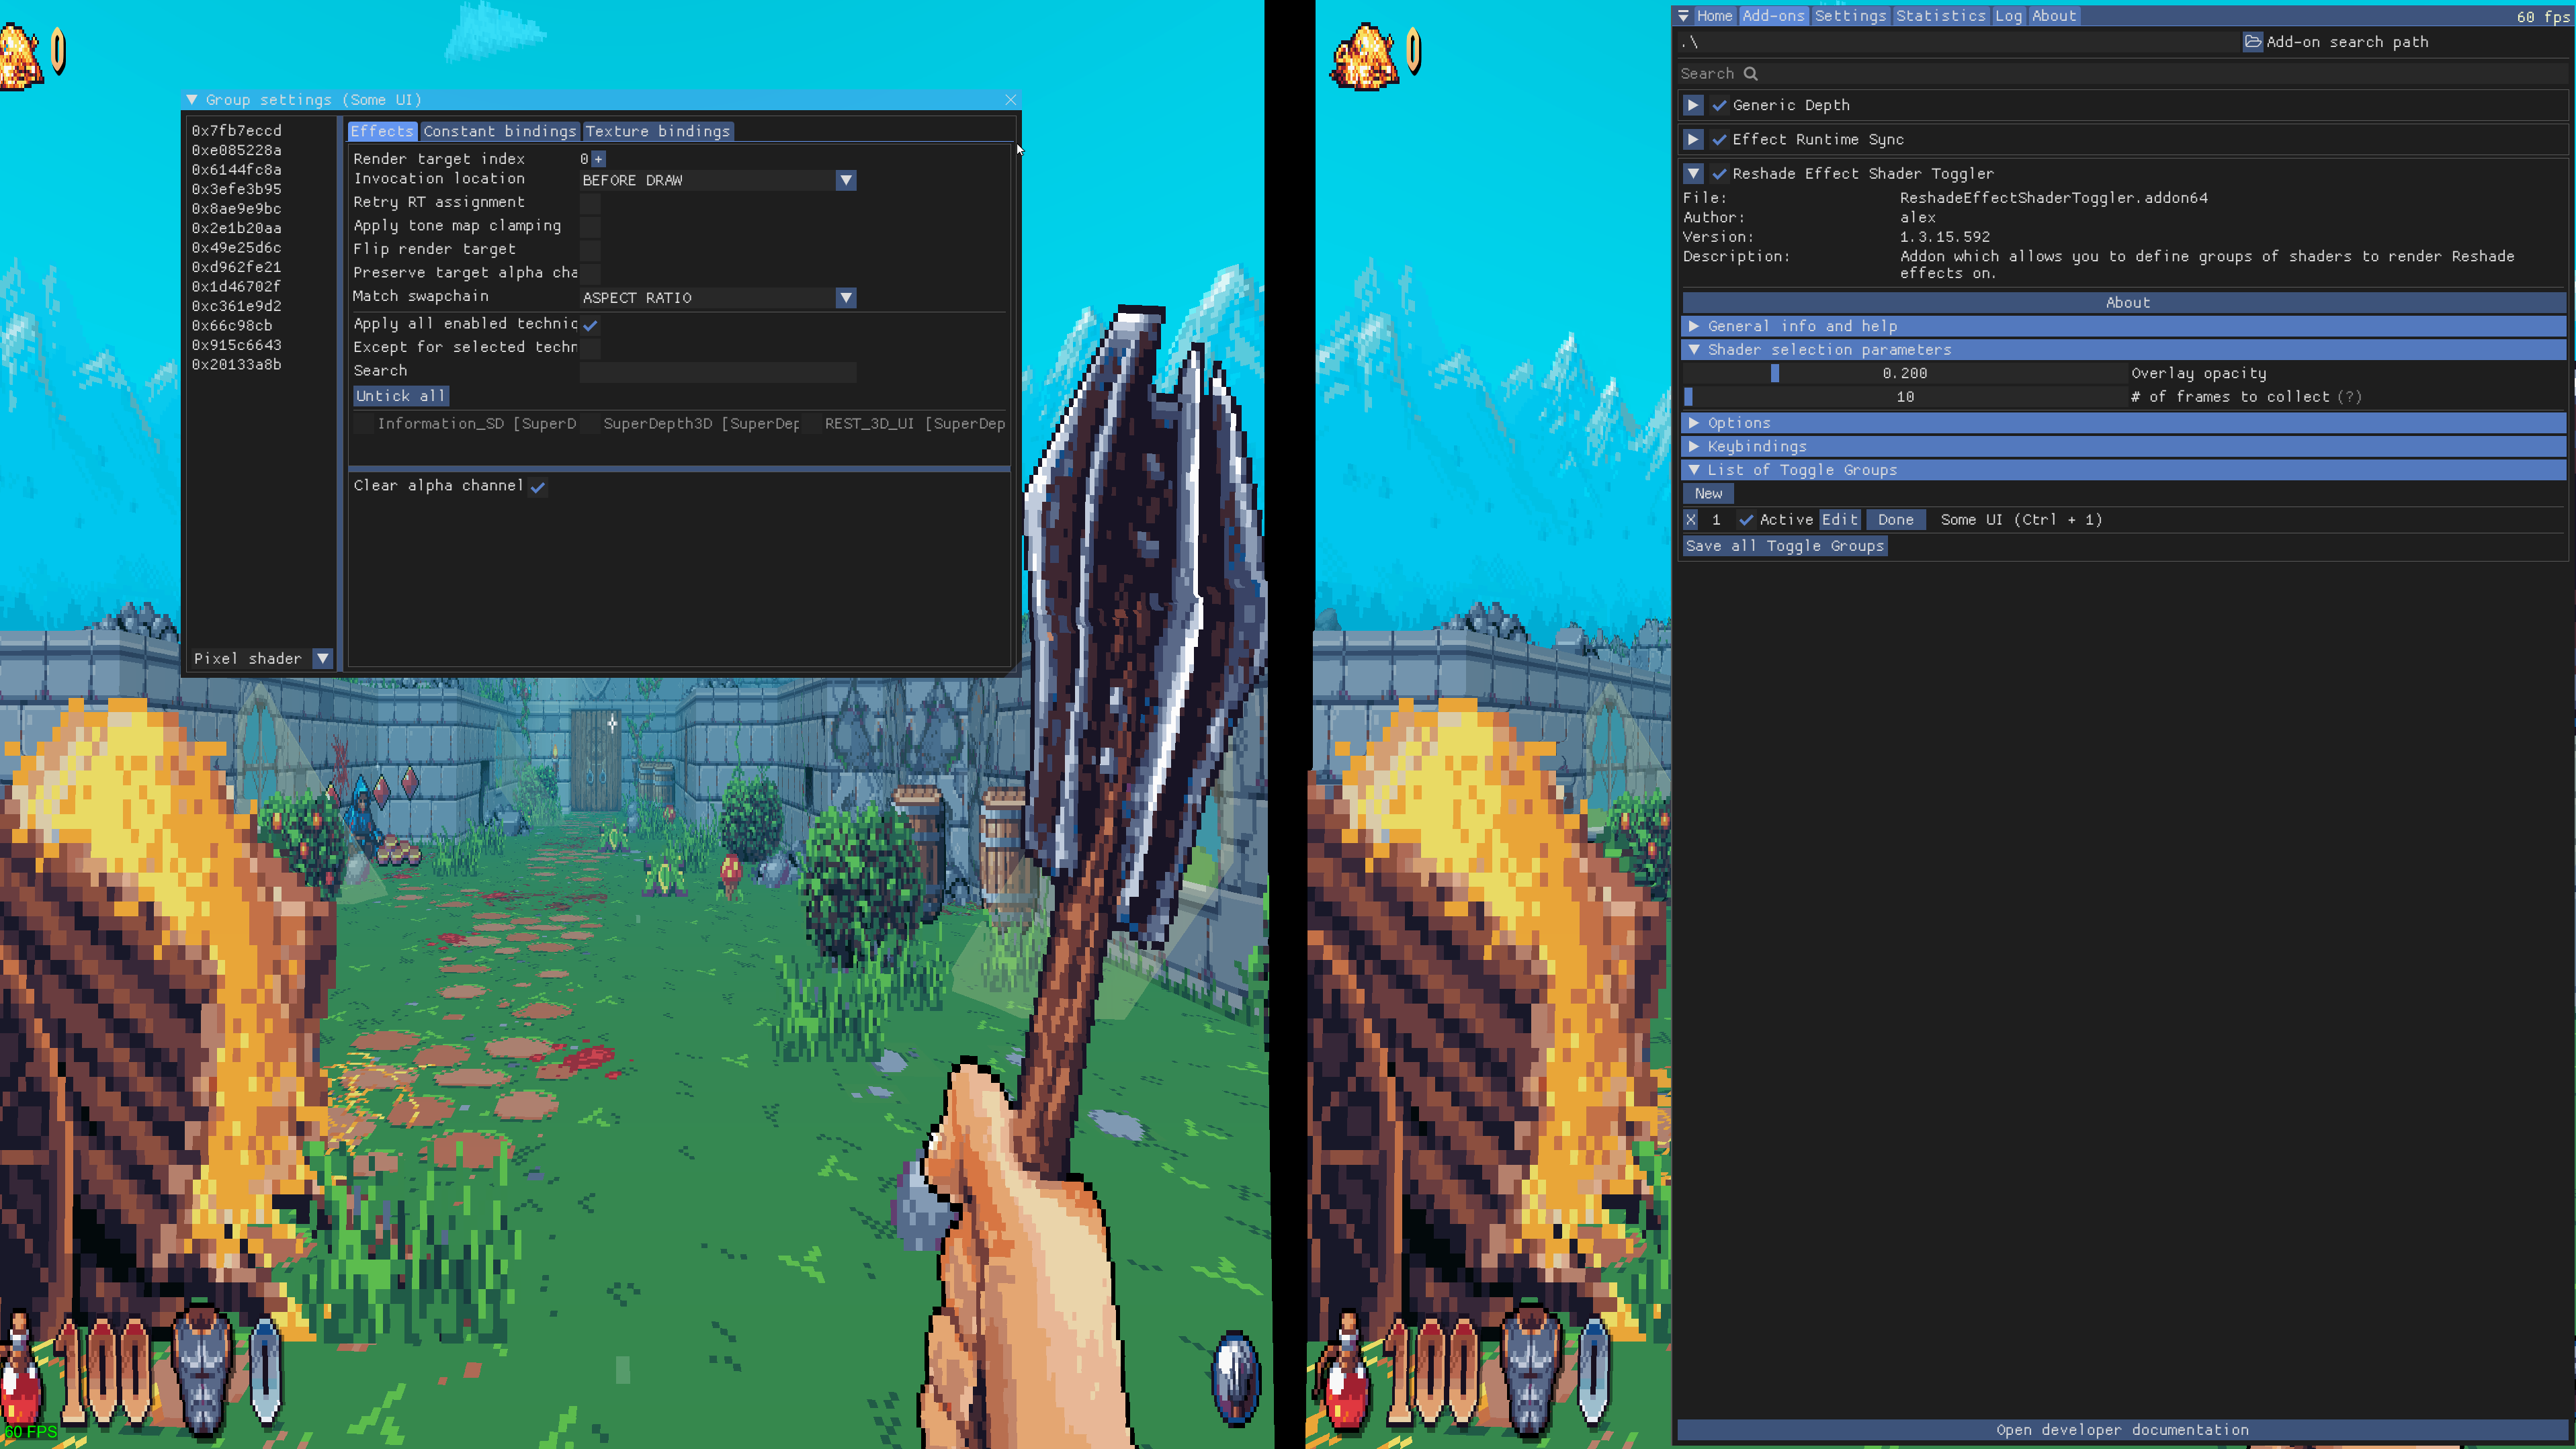 0
Group settings (Some UI)
0x7fb7eccd
0xe085228a
0x6144fc8a
0x3efe3b95
0x8ae9e9bc
0x2e1b20aa
0x49e25d6c
0xd962fe21
0x1d46702f
0xc361e9d2
0x66c98cb
0x915c6643
0x20133a8b
Pixel shader
Effects Constant bindings Texture bindings
Render target index 0 +
Invocation location BEFORE DRAW
Retry RT assignment
Apply tone map clamping
Flip render target
Preserve target alpha cha
Match swapchain ASPECT RATIO
Apply all enabled techniq
Except for selected techn
Search
Untick all
Information_SD [SuperD SuperDepth3D [SuperDep REST_3D_UI [SuperDep
Clear alpha channel
100 0
60 FPS
0
100 0
Home Add-ons Settings Statistics Log About 60 fps
.\ Add-on search path
Search
Generic Depth
Effect Runtime Sync
Reshade Effect Shader Toggler
File: ReshadeEffectShaderToggler.addon64
Author: alex
Version: 1.3.15.592
Description: Addon which allows you to define groups of shaders to render Reshade
effects on.
About
General info and help
Shader selection parameters
0.200 Overlay opacity
10 # of frames to collect (?)
Options
Keybindings
List of Toggle Groups
New
X 1 Active Edit Done Some UI (Ctrl + 1)
Save all Toggle Groups
Open developer documentation